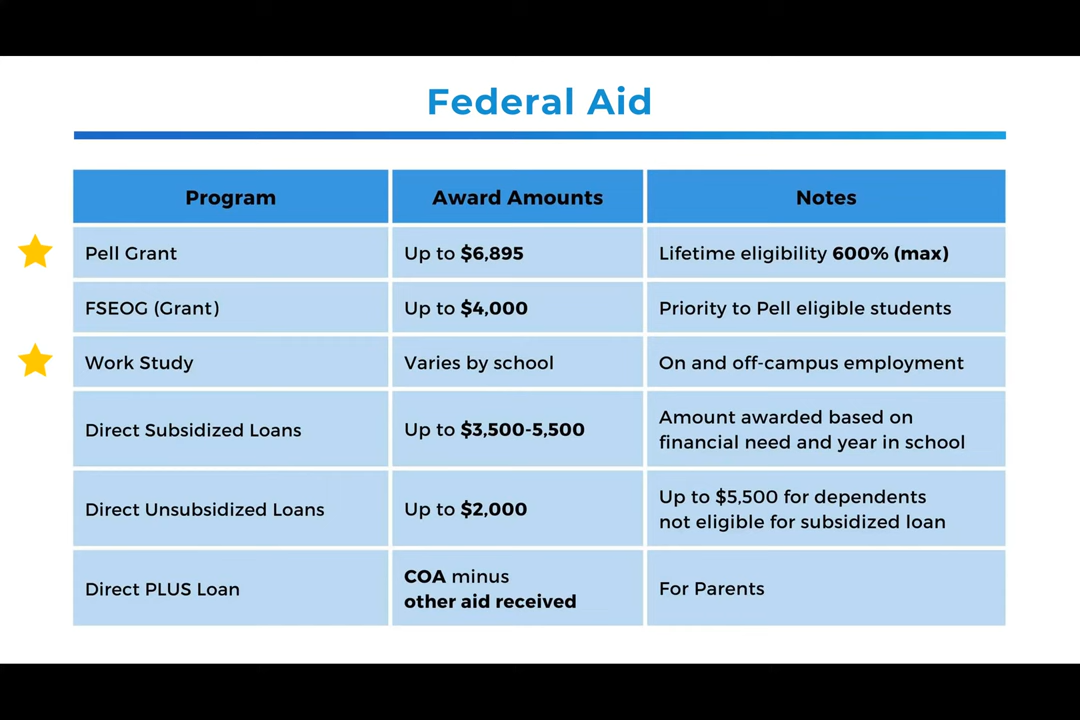 Federal Aid
Program
Award Amounts
Notes
Pell Grant
Up to $6,895
Lifetime eligibility 600% (max)
FSEOG (Grant)
Up to $4,000
Priority to Pell eligible students
Work Study
Varies by school
On and off-campus employment
Direct Subsidized Loans
Up to $3,500-5,500
Amount awarded based on
financial need and year in school
Direct Unsubsidized Loans
Up to $2,000
Up to $5,500 for dependents
not eligible for subsidized loan
Direct PLUS Loan
COA minus
other aid received
For Parents